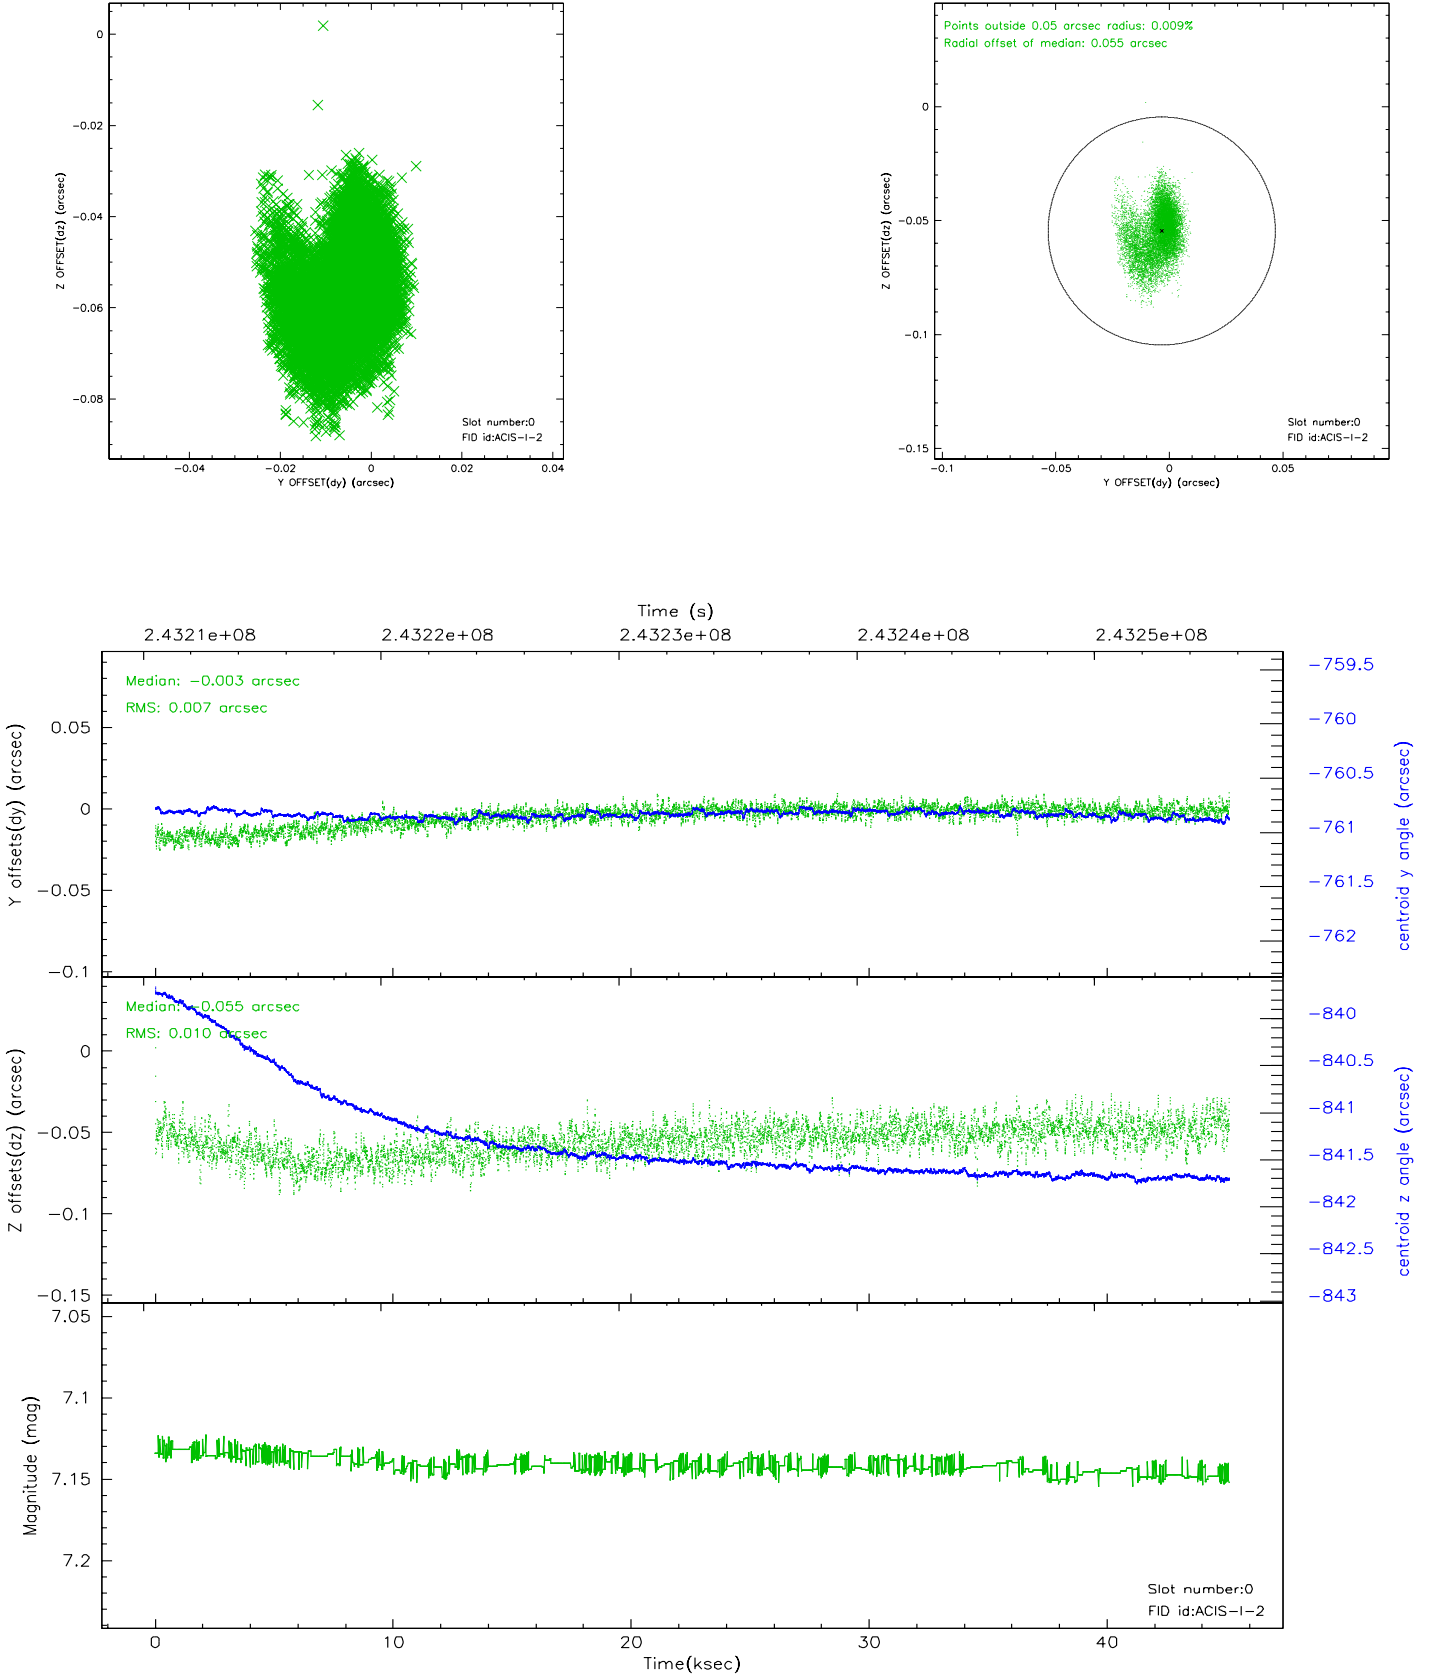 0
-0.02
-0.04
-0.06
-0.08
Z OFFSET(dz) (arcsec)
-0.04
-0.02
0
0.02
0.04
Y OFFSET(dy) (arcsec)
Slot number:0
FID id:ACIS-I-2
Points outside 0.05 arcsec radius: 0.009%
Radial offset of median: 0.055 arcsec
0
-0.05
-0.1
-0.15
Z OFFSET(dz) (arcsec)
-0.1
-0.05
0
0.05
Y OFFSET(dy) (arcsec)
Slot number:0
FID id:ACIS-I-2
Time (s)
2.4321e+08
2.4322e+08
2.4323e+08
2.4324e+08
2.4325e+08
Median: -0.003 arcsec
RMS: 0.007 arcsec
0.05
0
-0.05
-0.1
Y offsets(dy) (arcsec)
-759.5
-760
-760.5
-761
-761.5
-762
centroid y angle (arcsec)
Median: -0.055 arcsec
RMS: 0.010 arcsec
0
-0.05
-0.1
-0.15
Z offsets(dz) (arcsec)
-840
-840.5
-841
-841.5
-842
-842.5
-843
centroid z angle (arcsec)
7.05
7.1
7.15
7.2
Magnitude (mag)
Slot number:0
FID id:ACIS-I-2
0
10
20
30
40
Time(ksec)